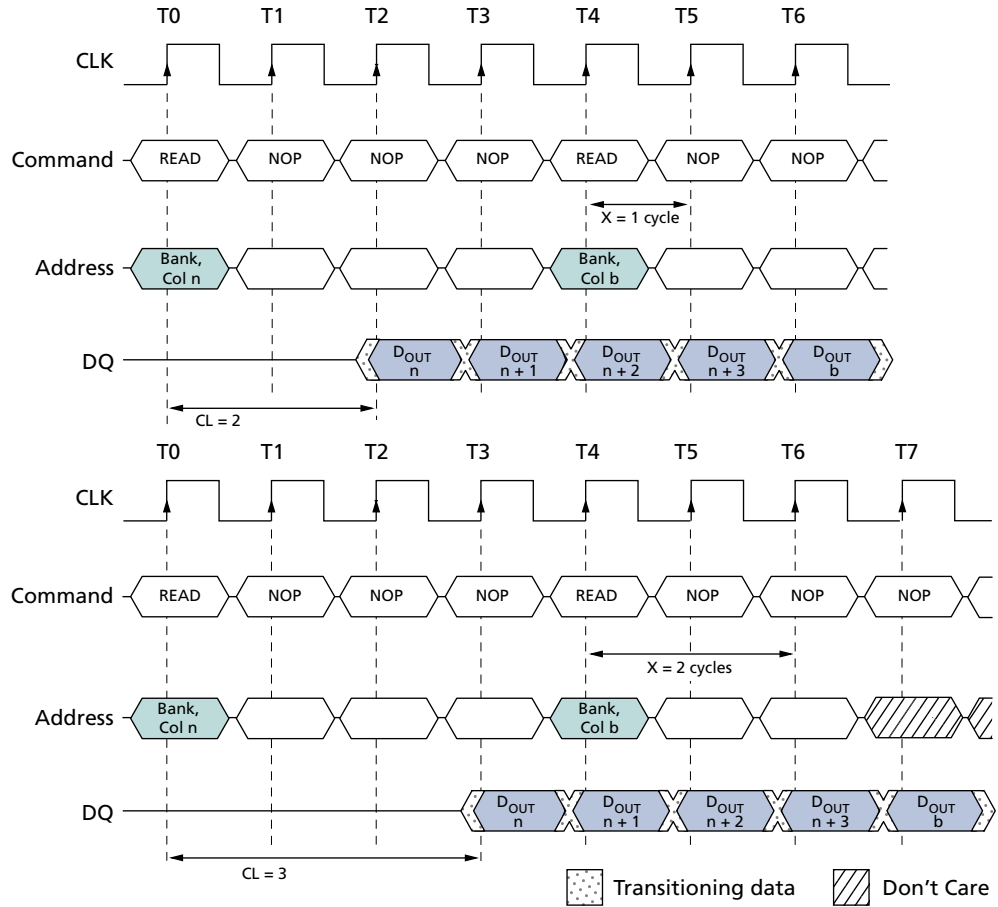 T0 T1 T2 T3 T4 T5 T6
CLK
Command READ NOP NOP NOP READ NOP NOP
X = 1 cycle
Address Bank, Col n Bank, Col b
DQ DOUT n DOUT n + 1 DOUT n + 2 DOUT n + 3 DOUT b
CL = 2
T0 T1 T2 T3 T4 T5 T6 T7
CLK
Command READ NOP NOP NOP READ NOP NOP NOP
X = 2 cycles
Address Bank, Col n Bank, Col b
DQ DOUT n DOUT n + 1 DOUT n + 2 DOUT n + 3 DOUT b
CL = 3
Transitioning data Don't Care